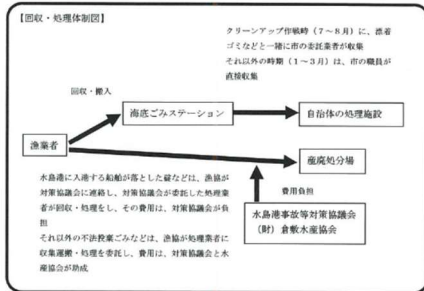 【回収・処理体制図】
クリーンアップ作戦時（7～8月）に、漂着
ゴミなどと一緒に市の委託業者が収集
それ以外の時期（1～3月）は、市の職員が
直接収集
回収・搬入
海底ごみステーション
自治体の処理施設
漁業者
産廃処分場
水島港に入港する船舶が落とした碇などは、漁協が
対策協議会に連絡し、対策協議会が委託した処理業
者が回収・処理をし、その費用は、対策協議会が負
担
それ以外の不法投棄ごみなどは、漁協が処理業者に
収集運搬・処理を委託し、費用は、対策協議会と水
産協会が助成
費用負担
水島港事故等対策協議会
（財）倉敷水産協会